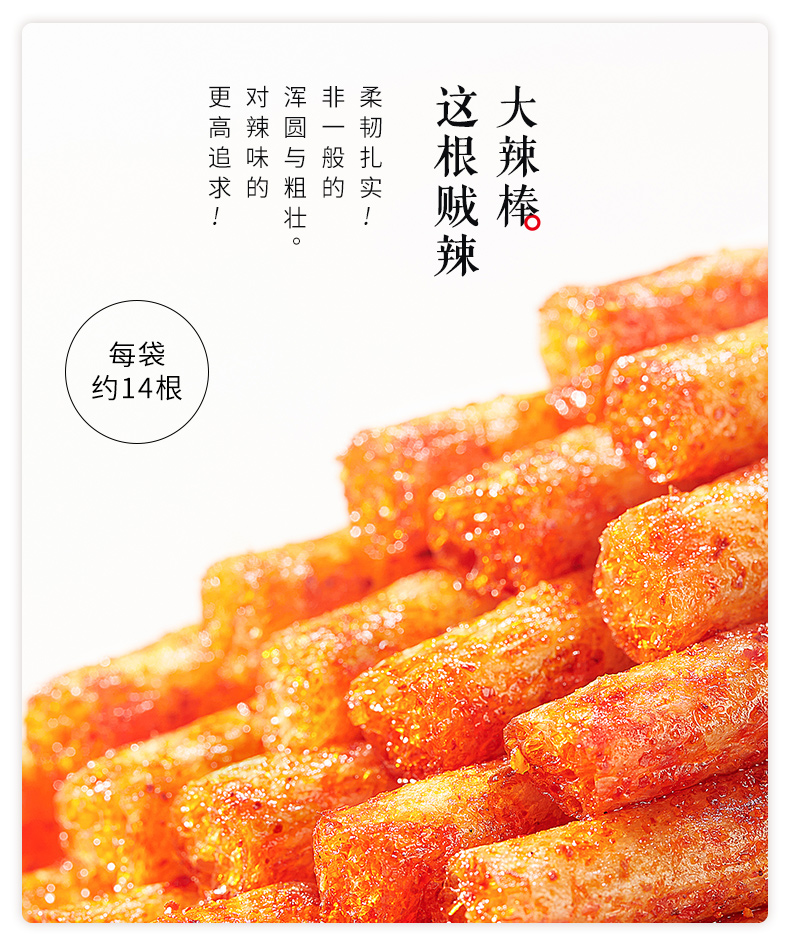 大辣棒。
这根贼辣
柔韧扎实！
非一般的
浑圆与粗壮。
对辣味的
更高追求！
每袋
约14根